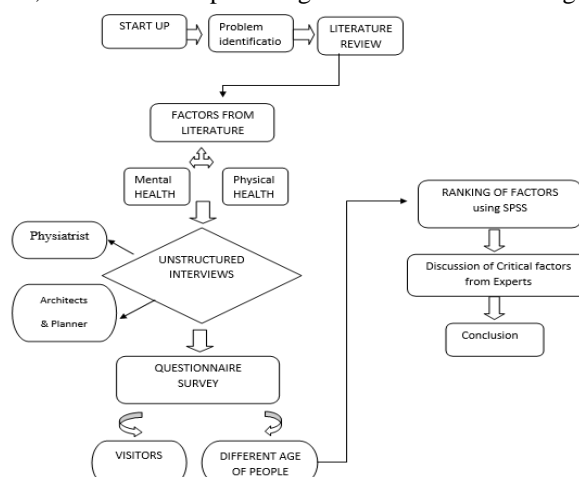 START UP
Problem
identificatio
LITERATURE
REVIEW
FACTORS FROM
LITERATURE
Mental
HEALTH
Physical
HEALTH
Physiatrist
UNSTRUCTURED
INTERVIEWS
Architects
& Planner
QUESTIONNAIRE
SURVEY
VISITORS
DIFFERENT AGE
OF PEOPLE
RANKING OF FACTORS
using SPSS
Discussion of Critical factors
from Experts
Conclusion